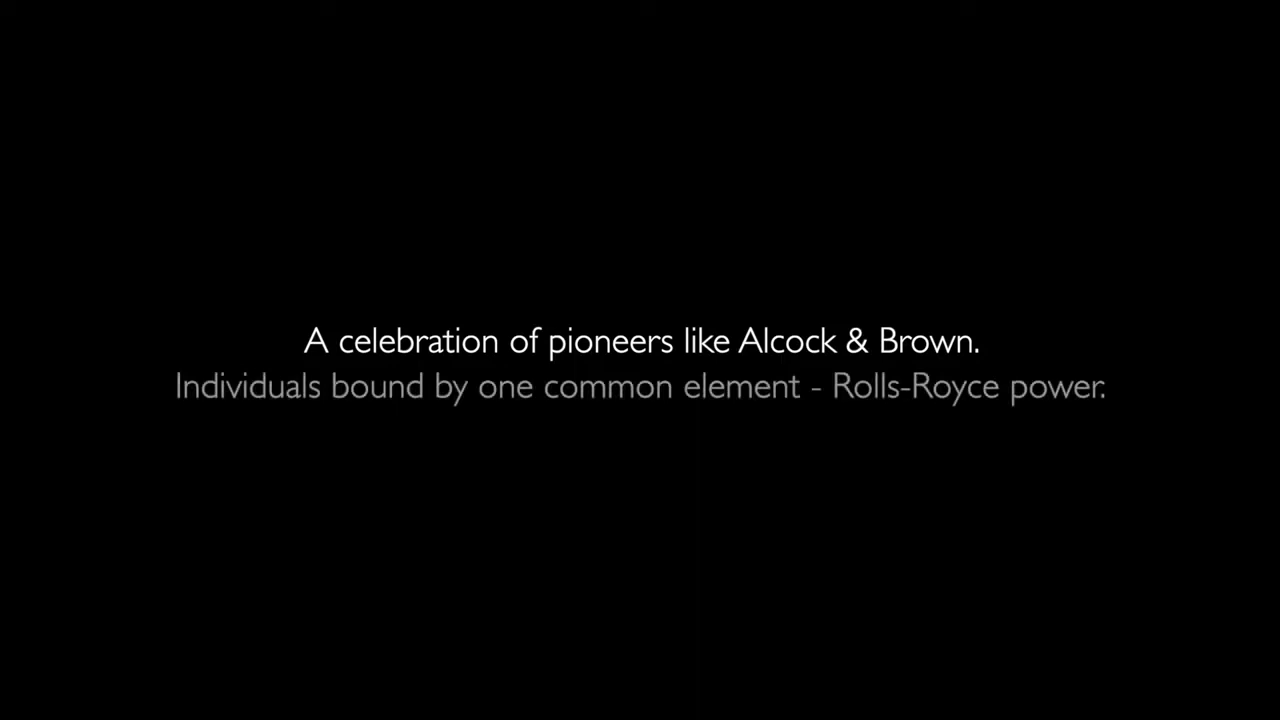 A celebration of pioneers like Alcock & Brown.
Individuals bound by one common element - Rolls-Royce power.